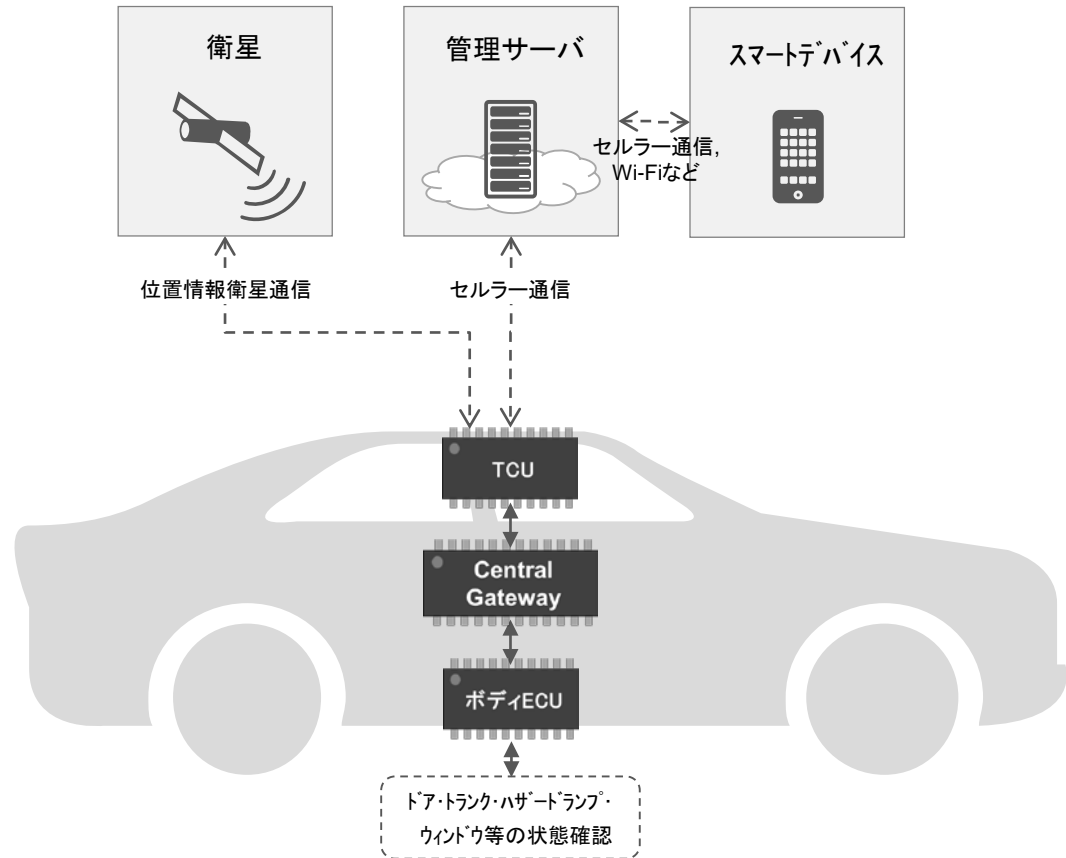 衛星
管理サーバ
スマートﾃﾞﾊﾞｲｽ
セルラー通信,
Wi-Fiなど
位置情報衛星通信
セルラー通信
TCU
Central
Gateway
ボディECU
ﾄﾞｱ･ﾄﾗﾝｸ･ﾊｻﾞｰﾄﾞﾗﾝﾌﾟ･
ｳｨﾝﾄﾞｳ等の状態確認